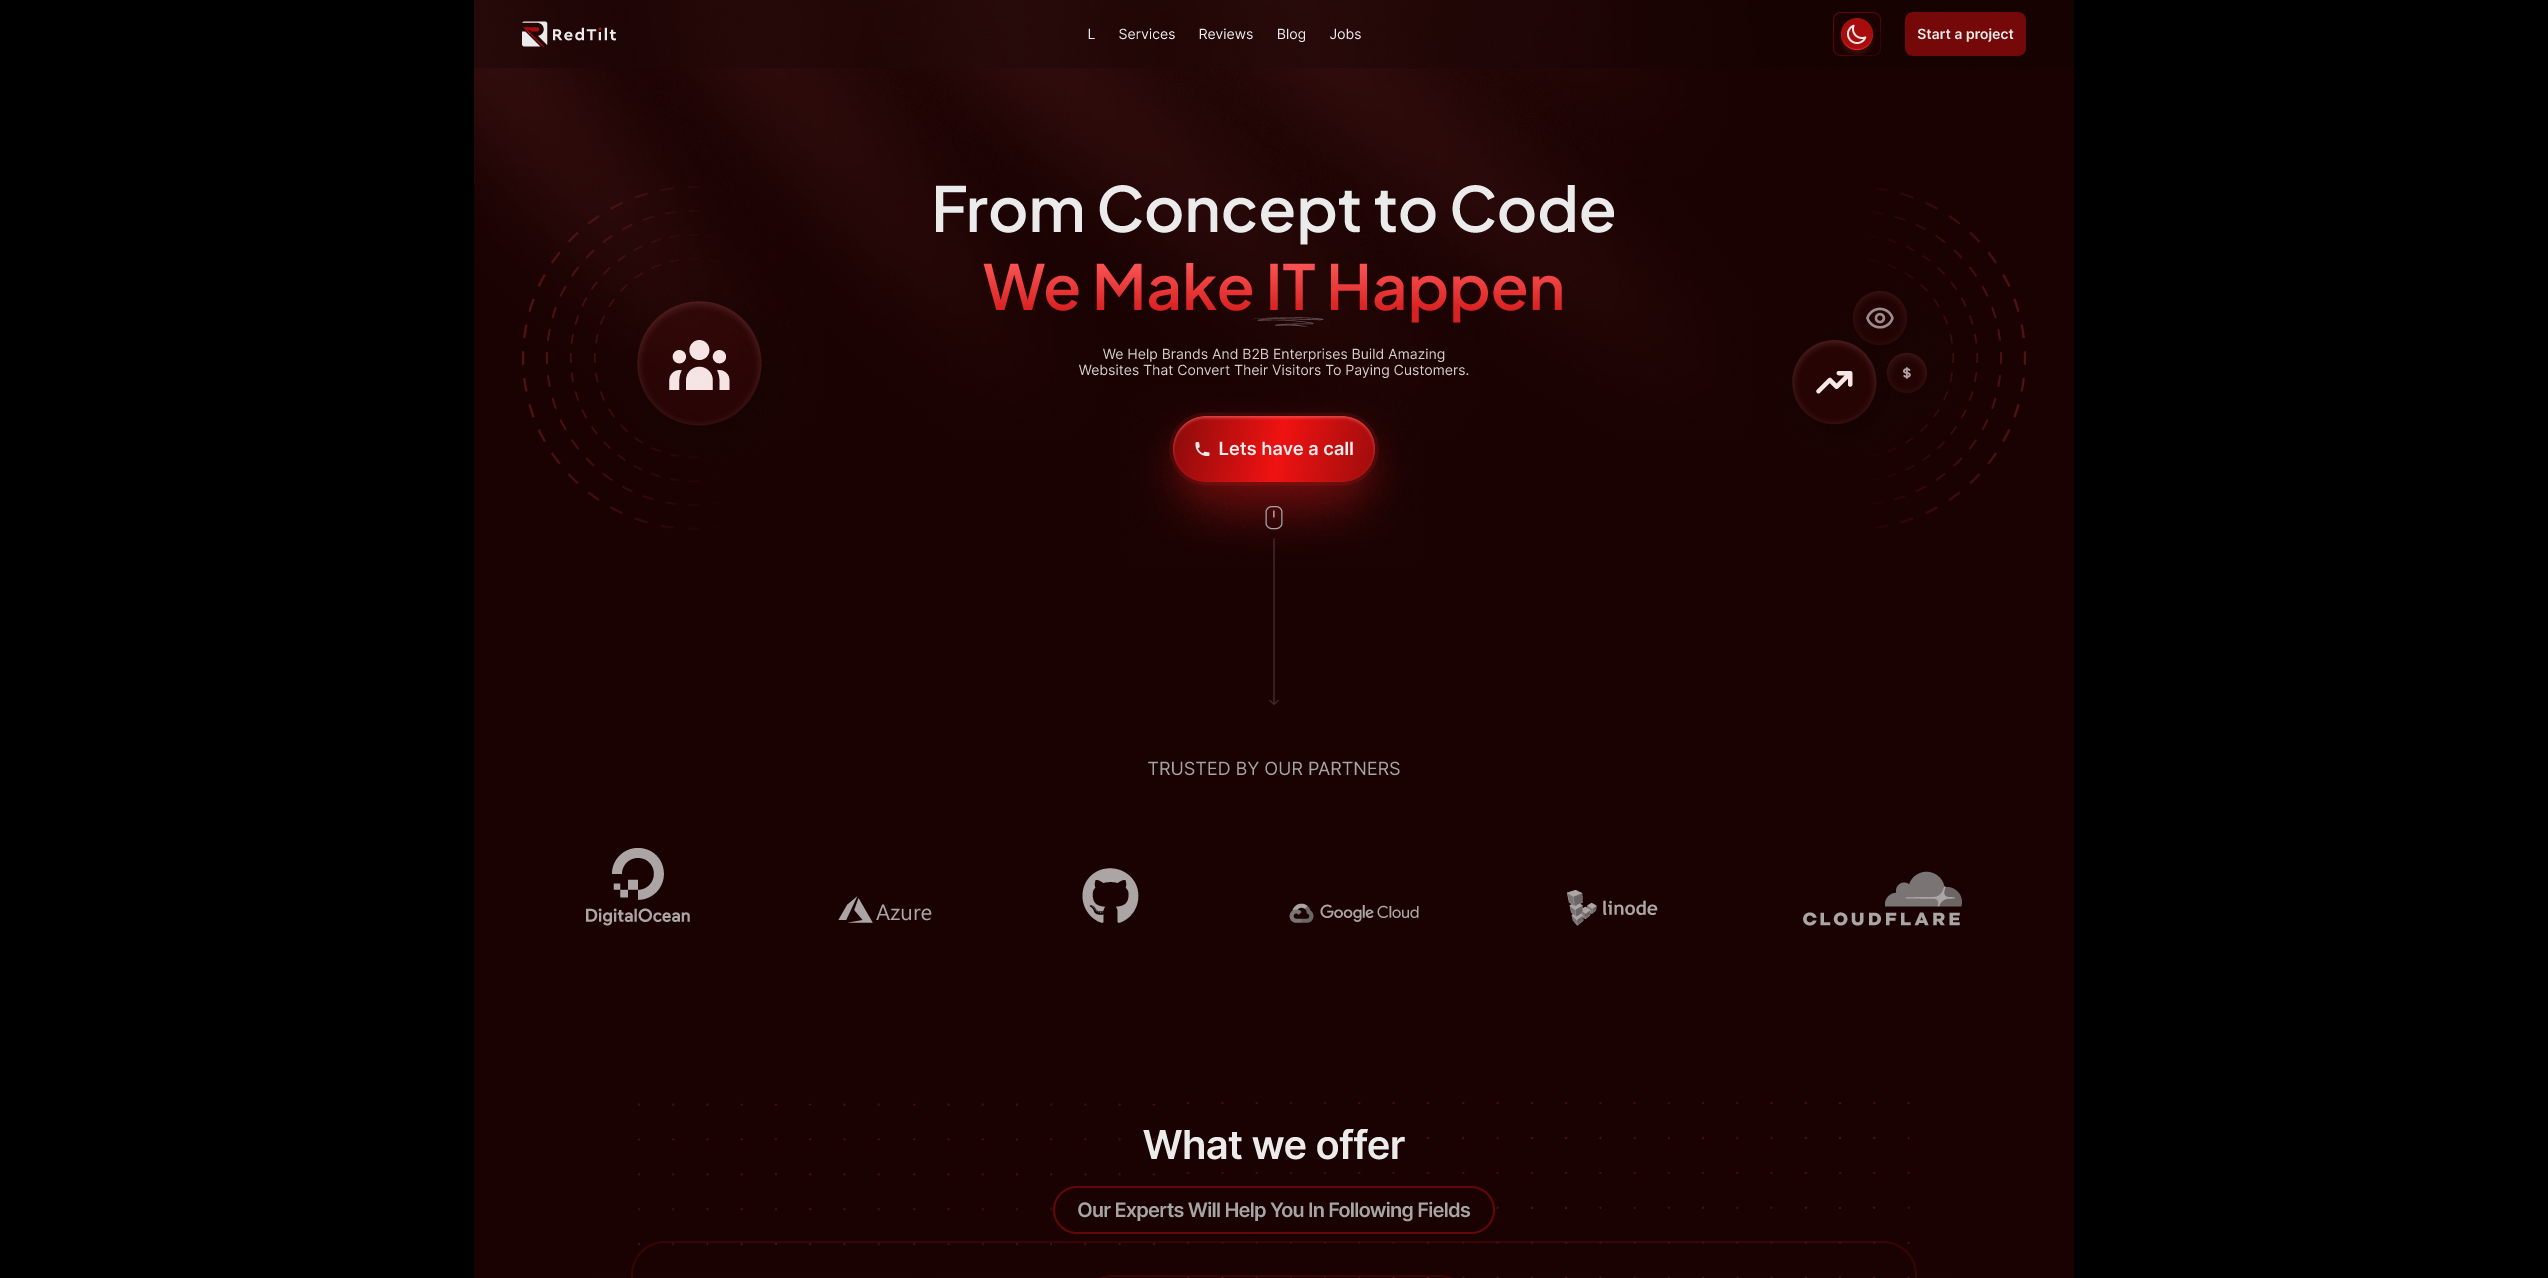 RedTilt
L Services Reviews Blog Jobs
Start a project
From Concept to Code
We Make IT Happen
We Help Brands And B2B Enterprises Build Amazing
Websites That Convert Their Visitors To Paying Customers.
$
Lets have a call
TRUSTED BY OUR PARTNERS
DigitalOcean
Azure
Google Cloud
linode
CLOUDFLARE
What we offer
Our Experts Will Help You In Following Fields